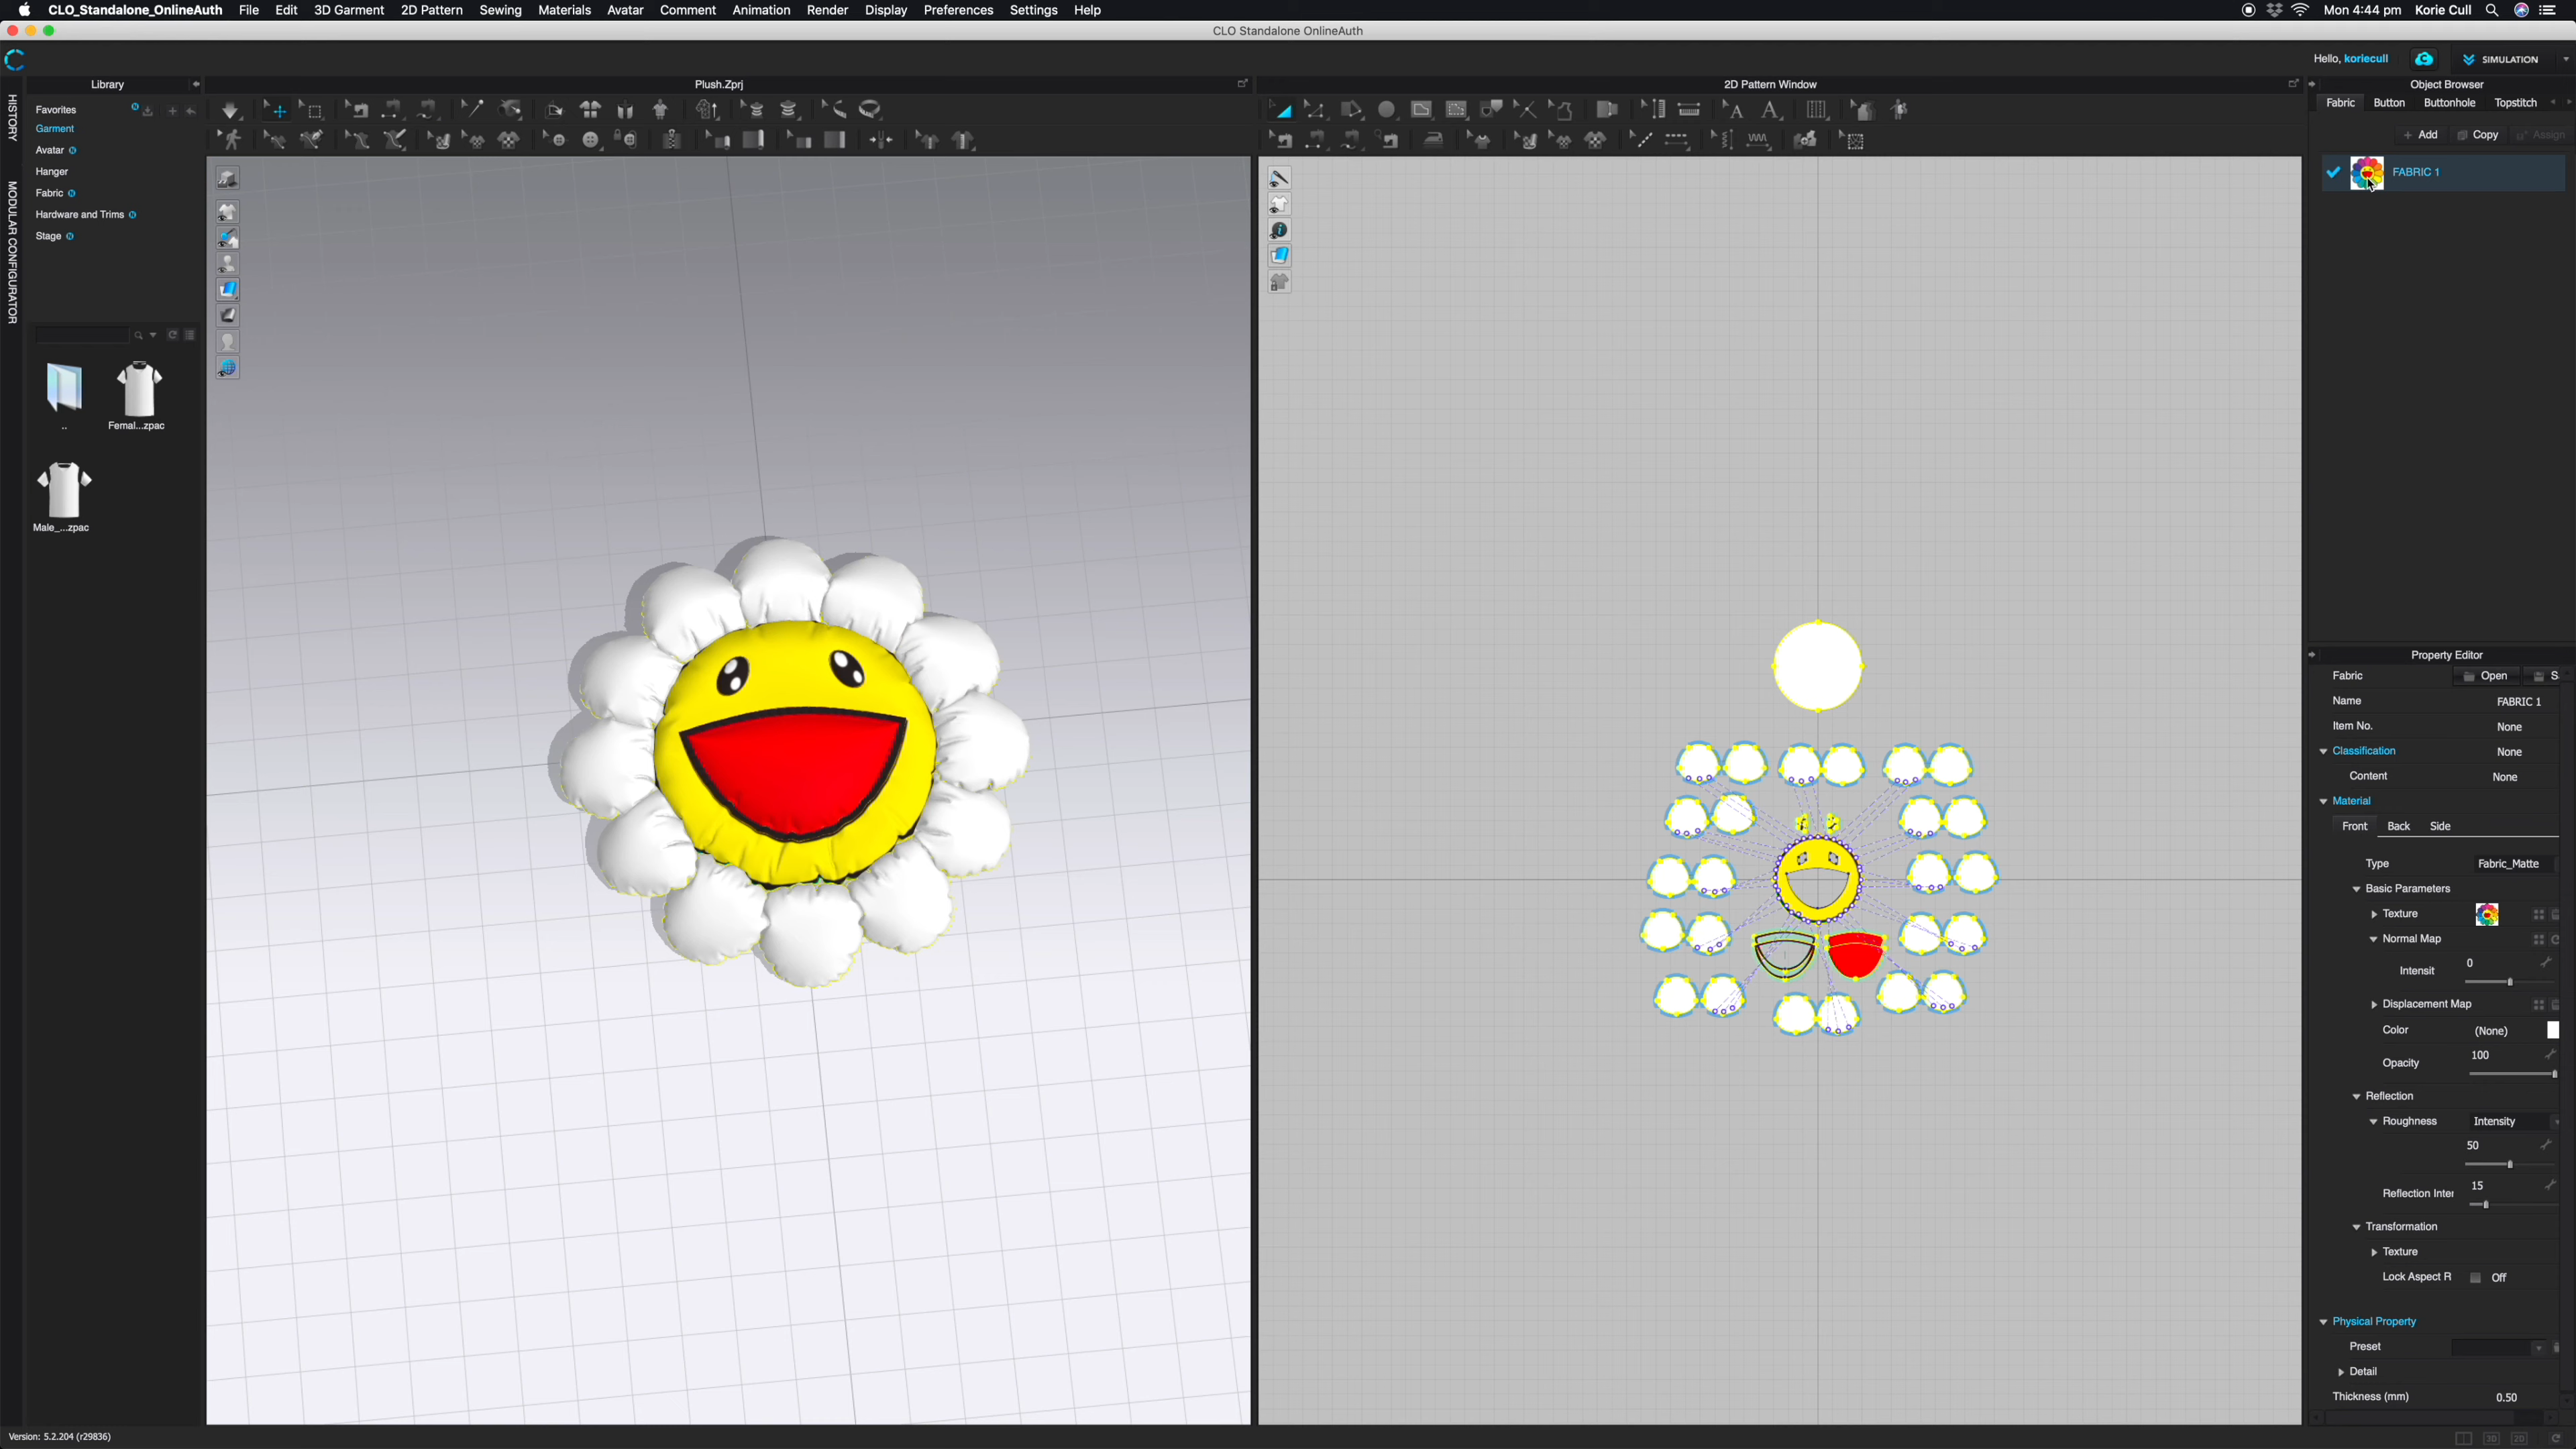 CLO_Standalone_OnlineAuth File Edit 3D Garment 2D Pattern Sewing Materials Avatar Comment Animation Render Display Preferences Settings Help Mon 4:44 pm Korie Cull
CLO Standalone OnlineAuth
Hello, koriecull SIMULATION
Library Plush.Zprj 2D Pattern Window Object Browser
HISTORY
MODULAR CONFIGURATOR
Favorites
Garment
Avatar
Hanger
Fabric
Hardware and Trims
Stage
..
Femal...zpac
Male_...zpac
Fabric Button Buttonhole Topstitch
Add Copy Assign
FABRIC 1
Property Editor
Fabric Open S
Name FABRIC 1
Item No. None
Classification None
Content None
Material
Front Back Side
Type Fabric_Matte
Basic Parameters
Texture
Normal Map
Intensit 0
Displacement Map
Color (None)
Opacity 100
Reflection
Roughness Intensity
50
Reflection Inter 15
Transformation
Texture
Lock Aspect R Off
Physical Property
Preset
Detail
Thickness (mm) 0.50
Version: 5.2.204 (r29836)
3D 2D